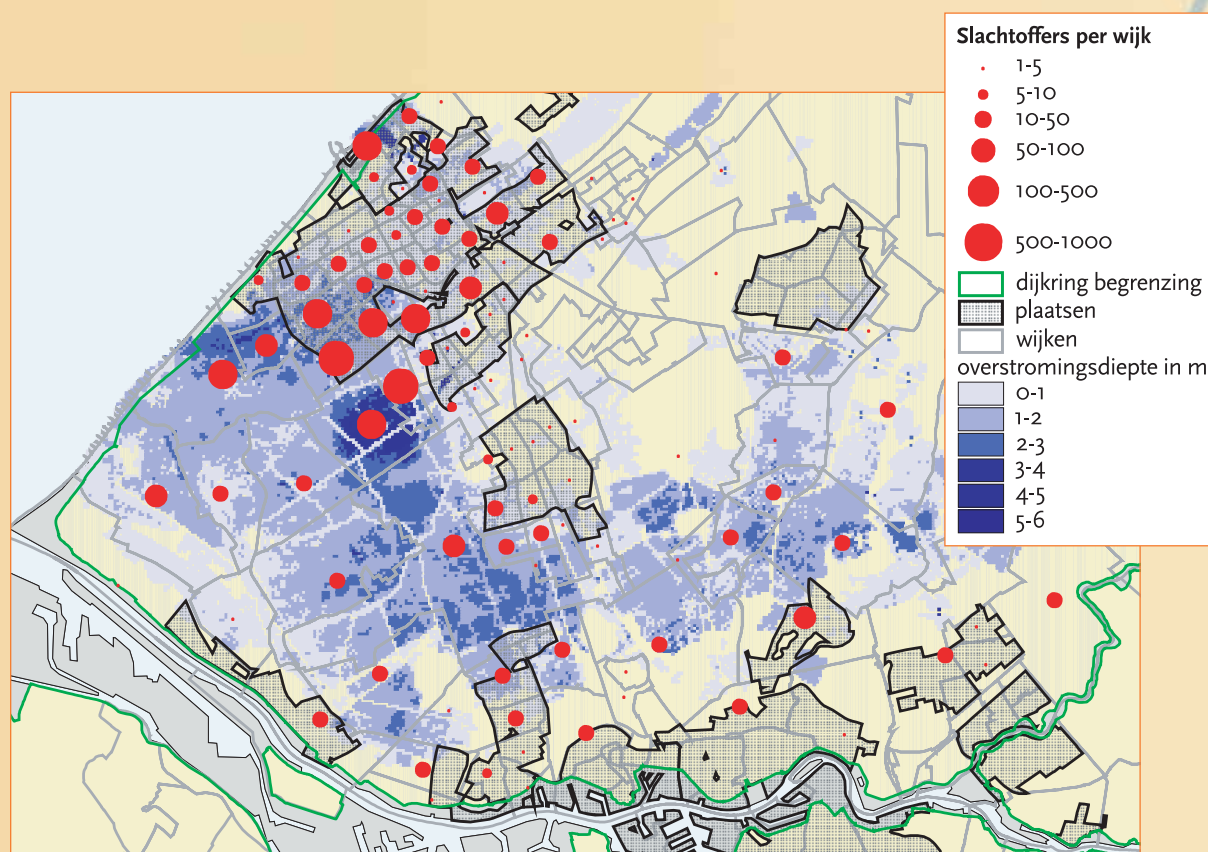 Slachtoffers per wijk
1-5
5-10
10-50
50-100
100-500
500-1000
dijkring begrenzing
plaatsen
wijken
overstromingsdiepte in m
0-1
1-2
2-3
3-4
4-5
5-6